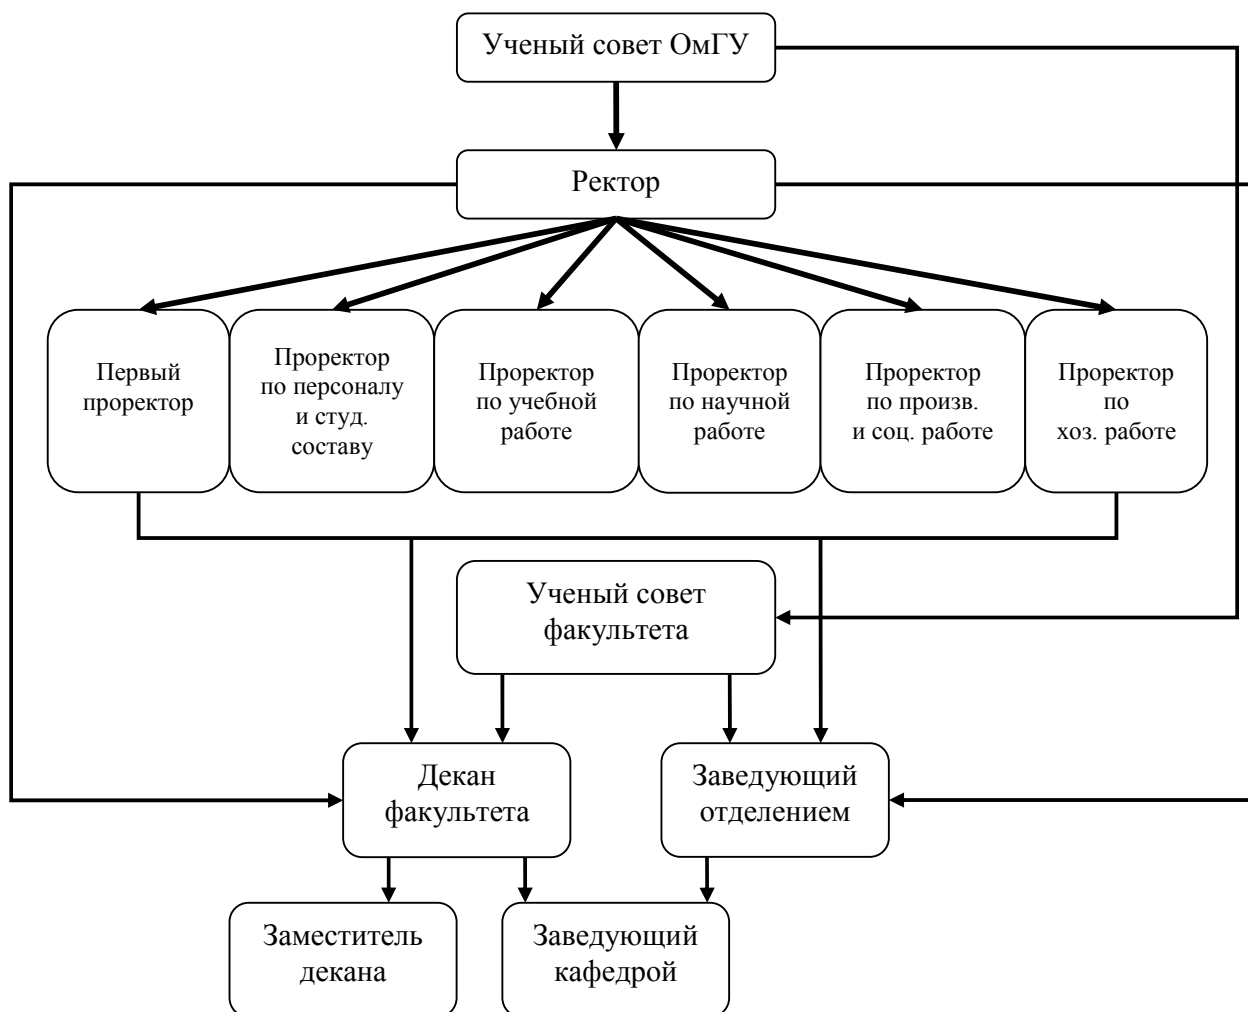 Ученый совет ОмГУ
Ректор
Первый
проректор
Проректор
по персоналу
и студ.
составу
Проректор
по учебной
работе
Проректор
по научной
работе
Проректор
по произв.
и соц. работе
Проректор
по
хоз. работе
Ученый совет
факультета
Декан
факультета
Заведующий
отделением
Заместитель
декана
Заведующий
кафедрой